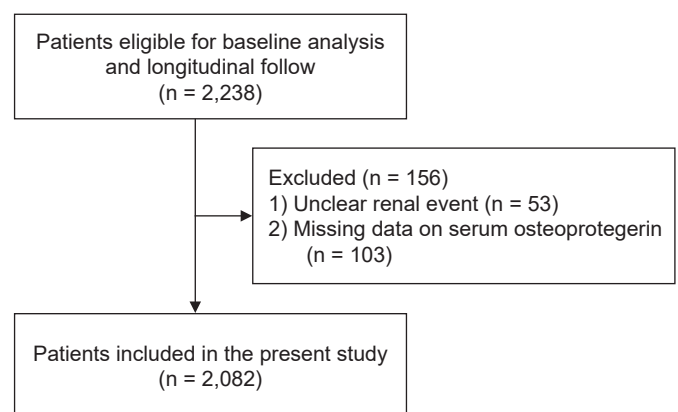 Patients eligible for baseline analysis
and longitudinal follow
(n = 2,238)
Excluded (n = 156)
1) Unclear renal event (n = 53)
2) Missing data on serum osteoprotegerin
(n = 103)
Patients included in the present study
(n = 2,082)